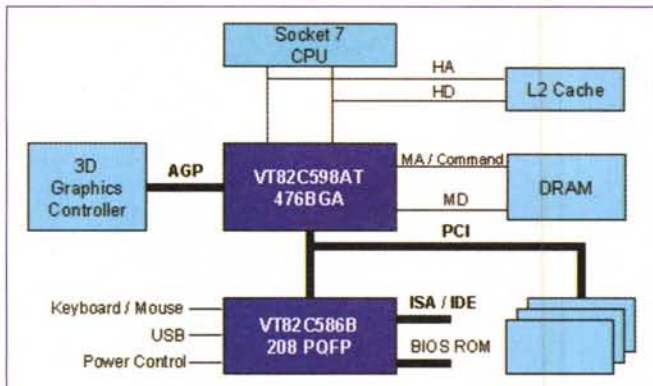 Socket 7
CPU
HA
HD
L2 Cache
3D
Graphics
Controller
AGP
VT82C598AT
476BGA
MA / Command
MD
DRAM
PCI
Keyboard / Mouse
USB
Power Control
VT82C586B
208 PQFP
ISA / IDE
BIOS ROM